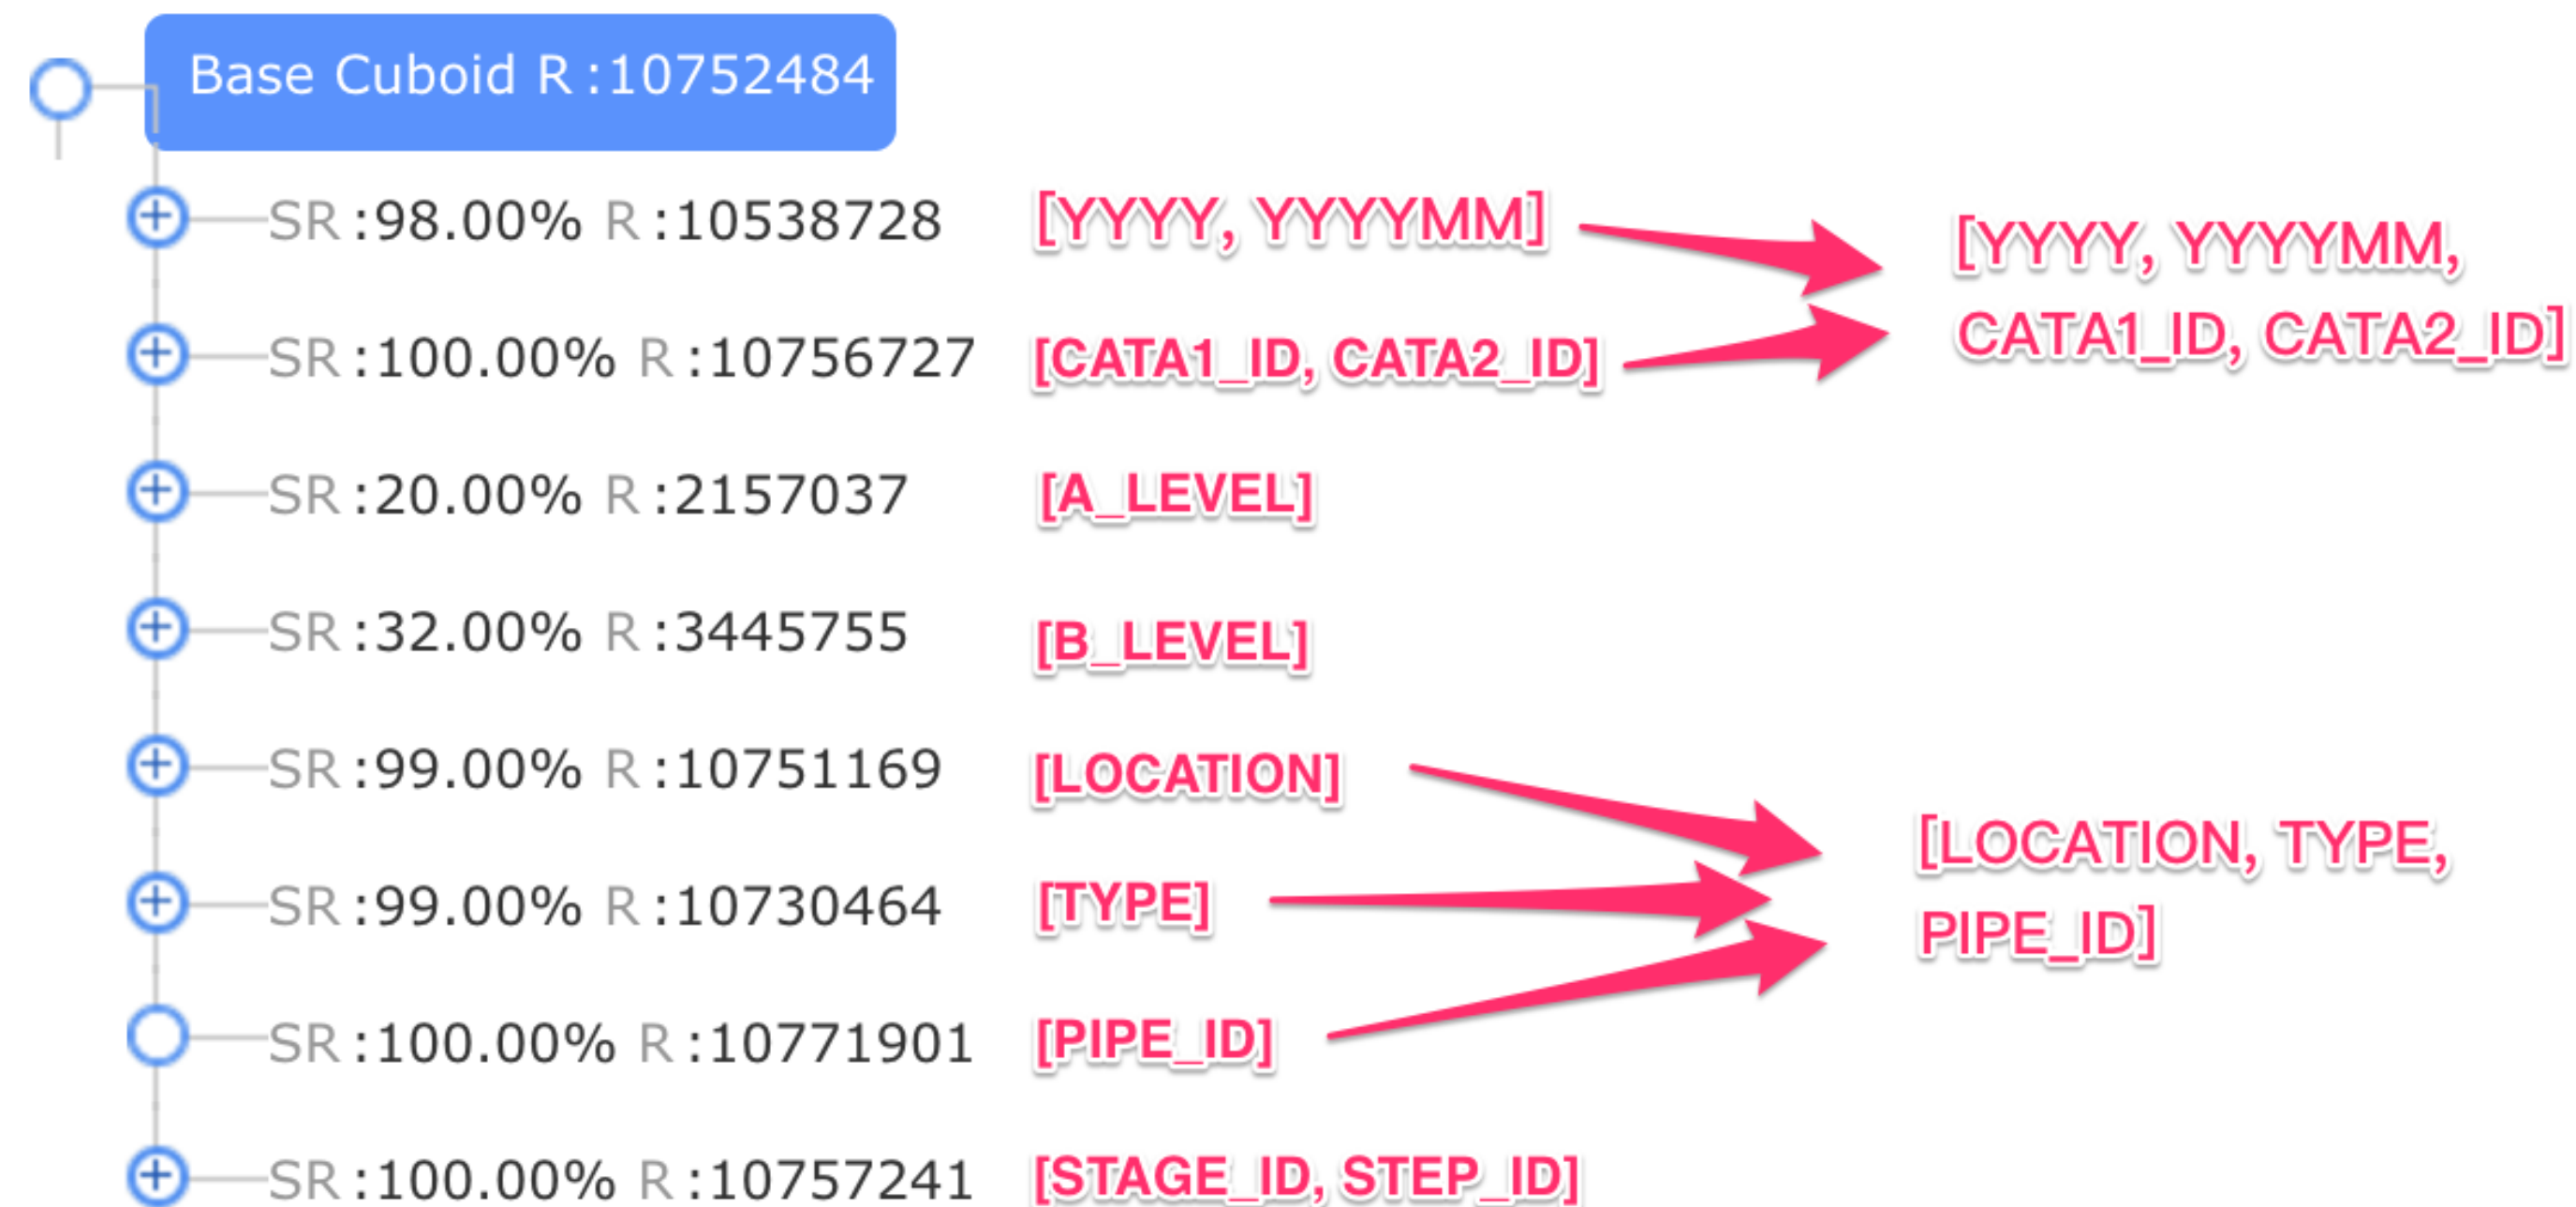 Base Cuboid R :10752484
SR :98.00% R :10538728 [YYYY, YYYYMM]
[YYYY, YYYYMM,
CATA1_ID, CATA2_ID]
SR :100.00% R :10756727 [CATA1_ID, CATA2_ID]
SR :20.00% R :2157037 [A_LEVEL]
SR :32.00% R :3445755 [B_LEVEL]
SR :99.00% R :10751169 [LOCATION]
[LOCATION, TYPE,
PIPE_ID]
SR :99.00% R :10730464 [TYPE]
SR :100.00% R :10771901 [PIPE_ID]
SR :100.00% R :10757241 [STAGE_ID, STEP_ID]